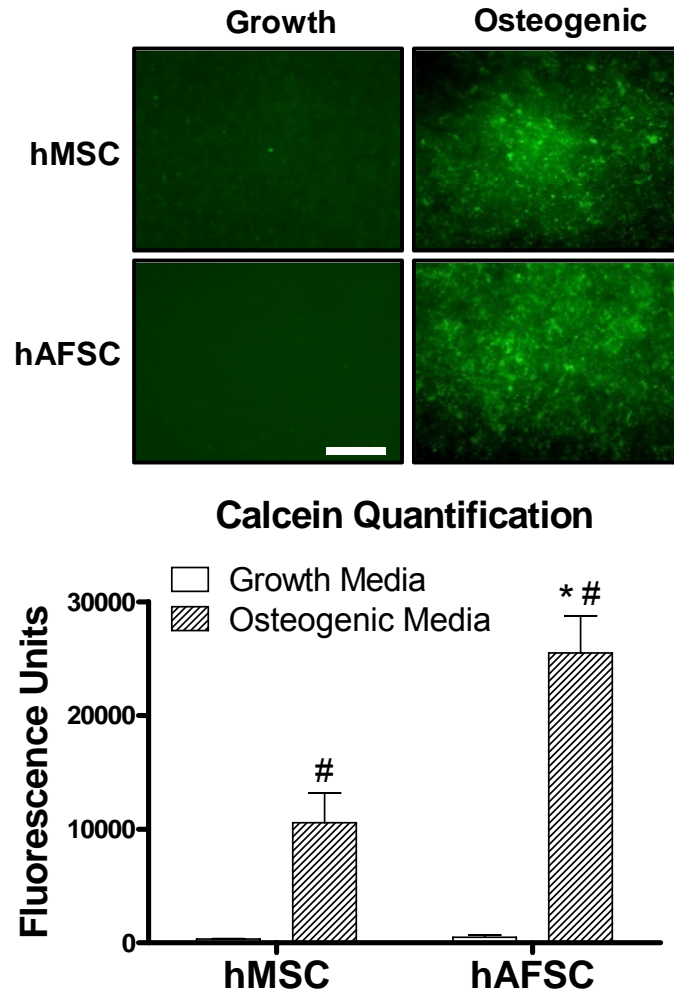 Growth Osteogenic
hMSC
hAFSC
Calcein Quantification
Growth Media
Osteogenic Media
* #
#
30000
20000
10000
0
Fluorescence Units
hMSC hAFSC